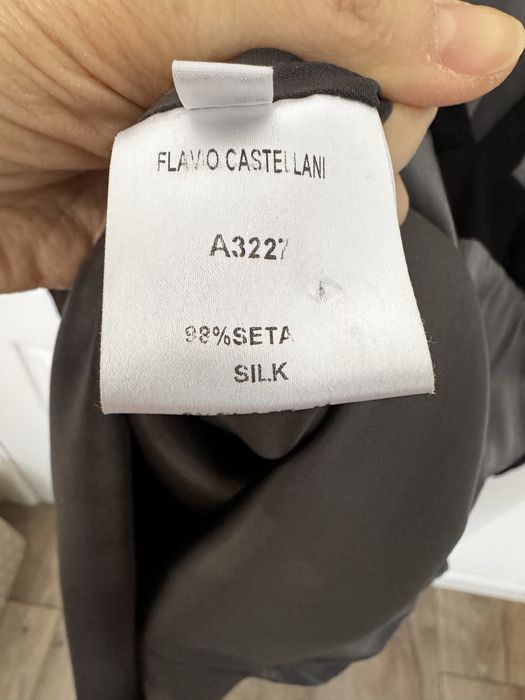 FLAVIO CASTELLANI
A3227
98%SETA
SILK